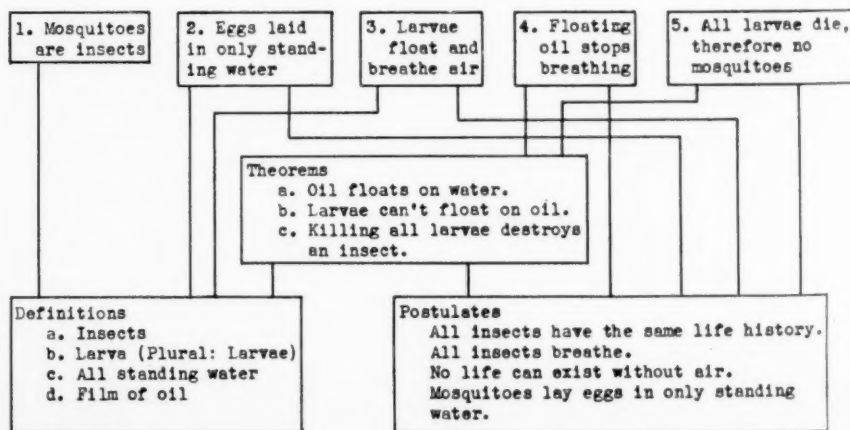 1. Mosquitoes
are insects
2. Eggs laid
in only stand-
ing water
3. Larvae
float and
breathe air
4. Floating
oil stops
breathing
5. All larvae die,
therefore no
mosquitoes
Theorems
a. Oil floats on water.
b. Larvae can't float on oil.
c. Killing all larvae destroys
an insect.
Definitions
a. Insects
b. Larva (Plural: Larvae)
c. All standing water
d. Film of oil
Postulates
All insects have the same life history.
All insects breathe.
No life can exist without air.
Mosquitoes lay eggs in only standing
water.